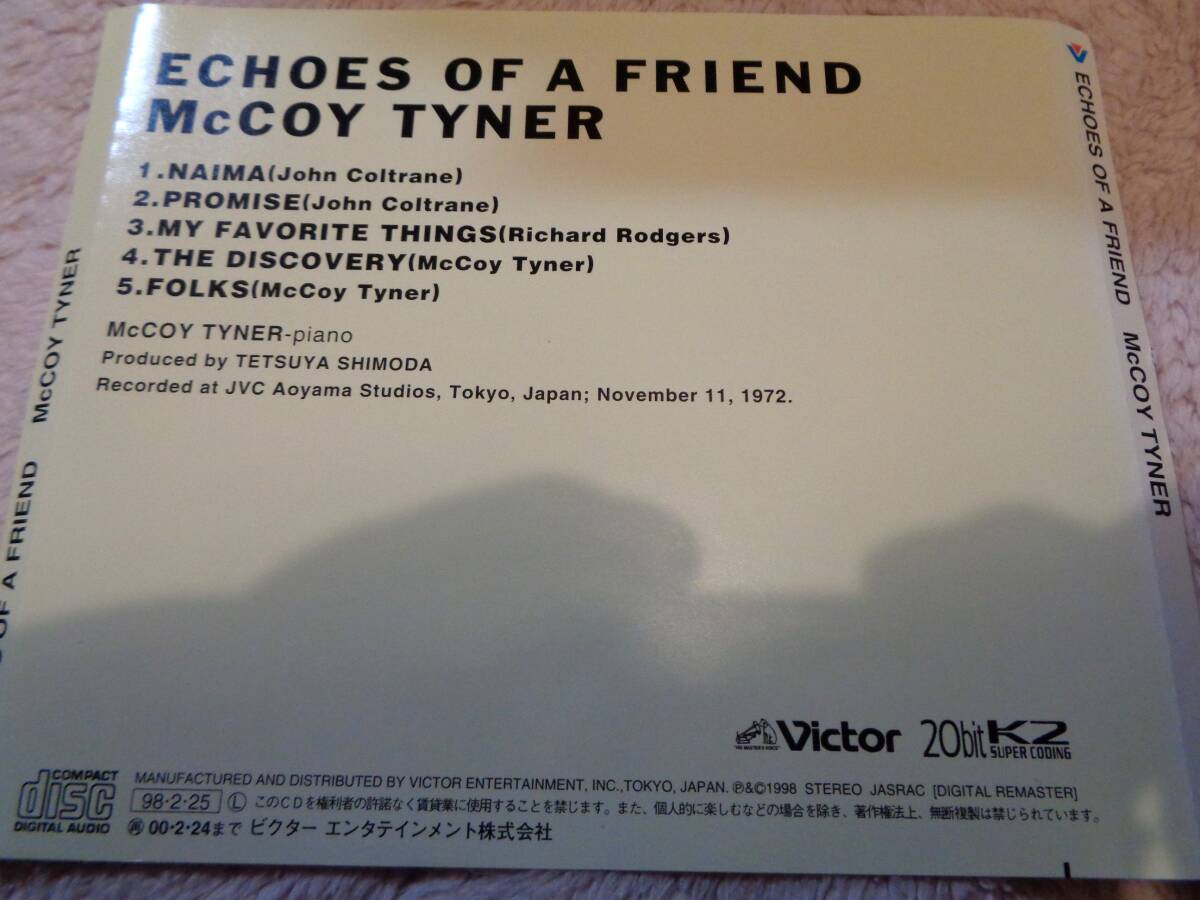 ECHOES OF A FRIEND
McCOY TYNER
1.NAIMA(John Coltrane)
2.PROMISE(John Coltrane)
3.MY FAVORITE THINGS(Richard Rodgers)
4.THE DISCOVERY(McCoy Tyner)
5.FOLKS(McCoy Tyner)
McCOY TYNER-piano
Produced by TETSUYA SHIMODA
Recorded at JVC Aoyama Studios, Tokyo, Japan; November 11, 1972.
OF A FRIEND McCOY TYNER
ECHOES OF A FRIEND McCOY TYNER
"HIS MASTER'S VOICE"
Victor
20bit K2
SUPER CODING
COMPACT
disc
DIGITAL AUDIO
MANUFACTURED AND DISTRIBUTED BY VICTOR ENTERTAINMENT, INC.,TOKYO, JAPAN. ℗&©1998 STEREO JASRAC [DIGITAL REMASTER]
98・2・25 Ⓛ このCDを権利者の許諾なく賃貸業に使用することを禁じます。また、個人的に楽しむなどの場合を除き、著作権法上、無断複製は禁じられています。
㊢00・2・24まで ビクター エンタテインメント株式会社